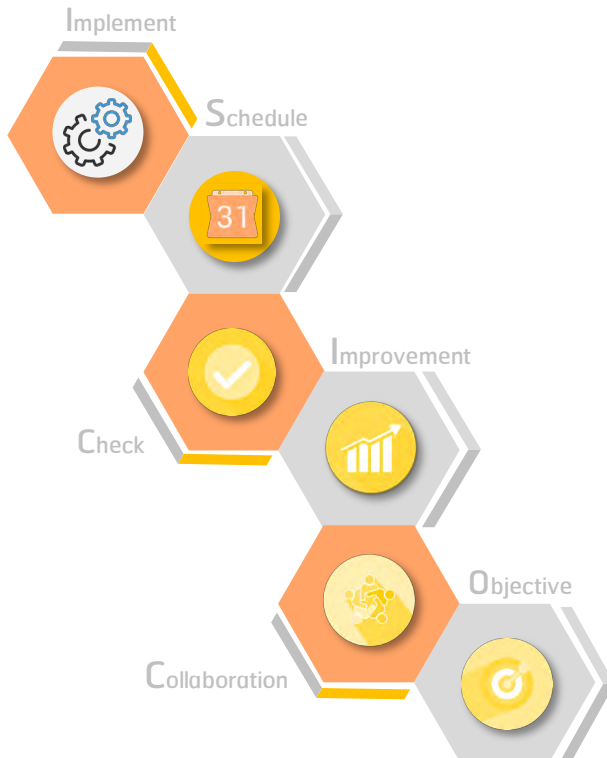 Implement
Schedule
31
Improvement
Check
Objective
Collaboration